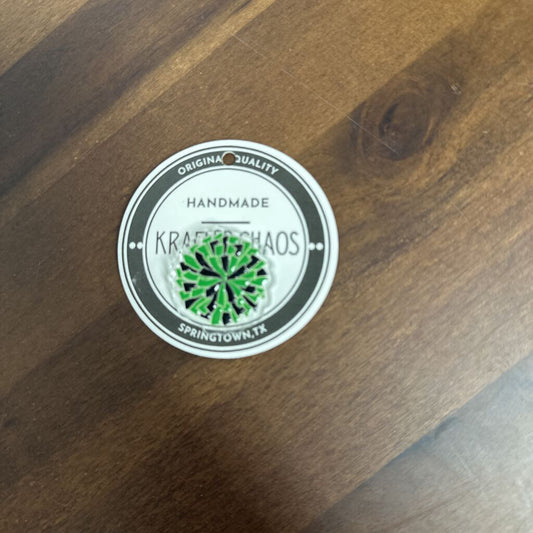 ORIGINAL QUALITY
HANDMADE
CHAOS
SPRINGTOWN, TX